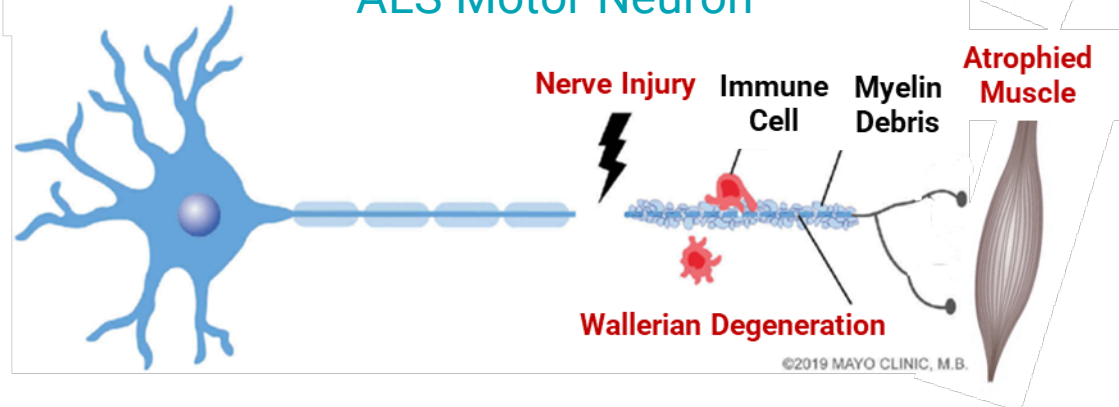 ALS Motor Neuron
Nerve Injury
Immune
Cell
Myelin
Debris
Atrophied
Muscle
Wallerian Degeneration
©2019 MAYO CLINIC, M.B.